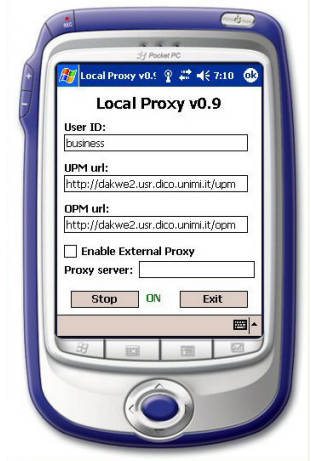 REC
Pocket PC
Local Proxy v0.9 7:10 ok
Local Proxy v0.9
User ID:
business
UPM url:
http://dakwe2.usr.dico.unimi.it/upm
OPM url:
http://dakwe2.usr.dico.unimi.it/opm
Enable External Proxy
Proxy server:
Stop ON Exit